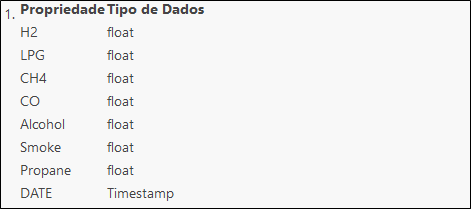 1. Propriedade Tipo de Dados
H2 float
LPG float
CH4 float
CO float
Alcohol float
Smoke float
Propane float
DATE Timestamp